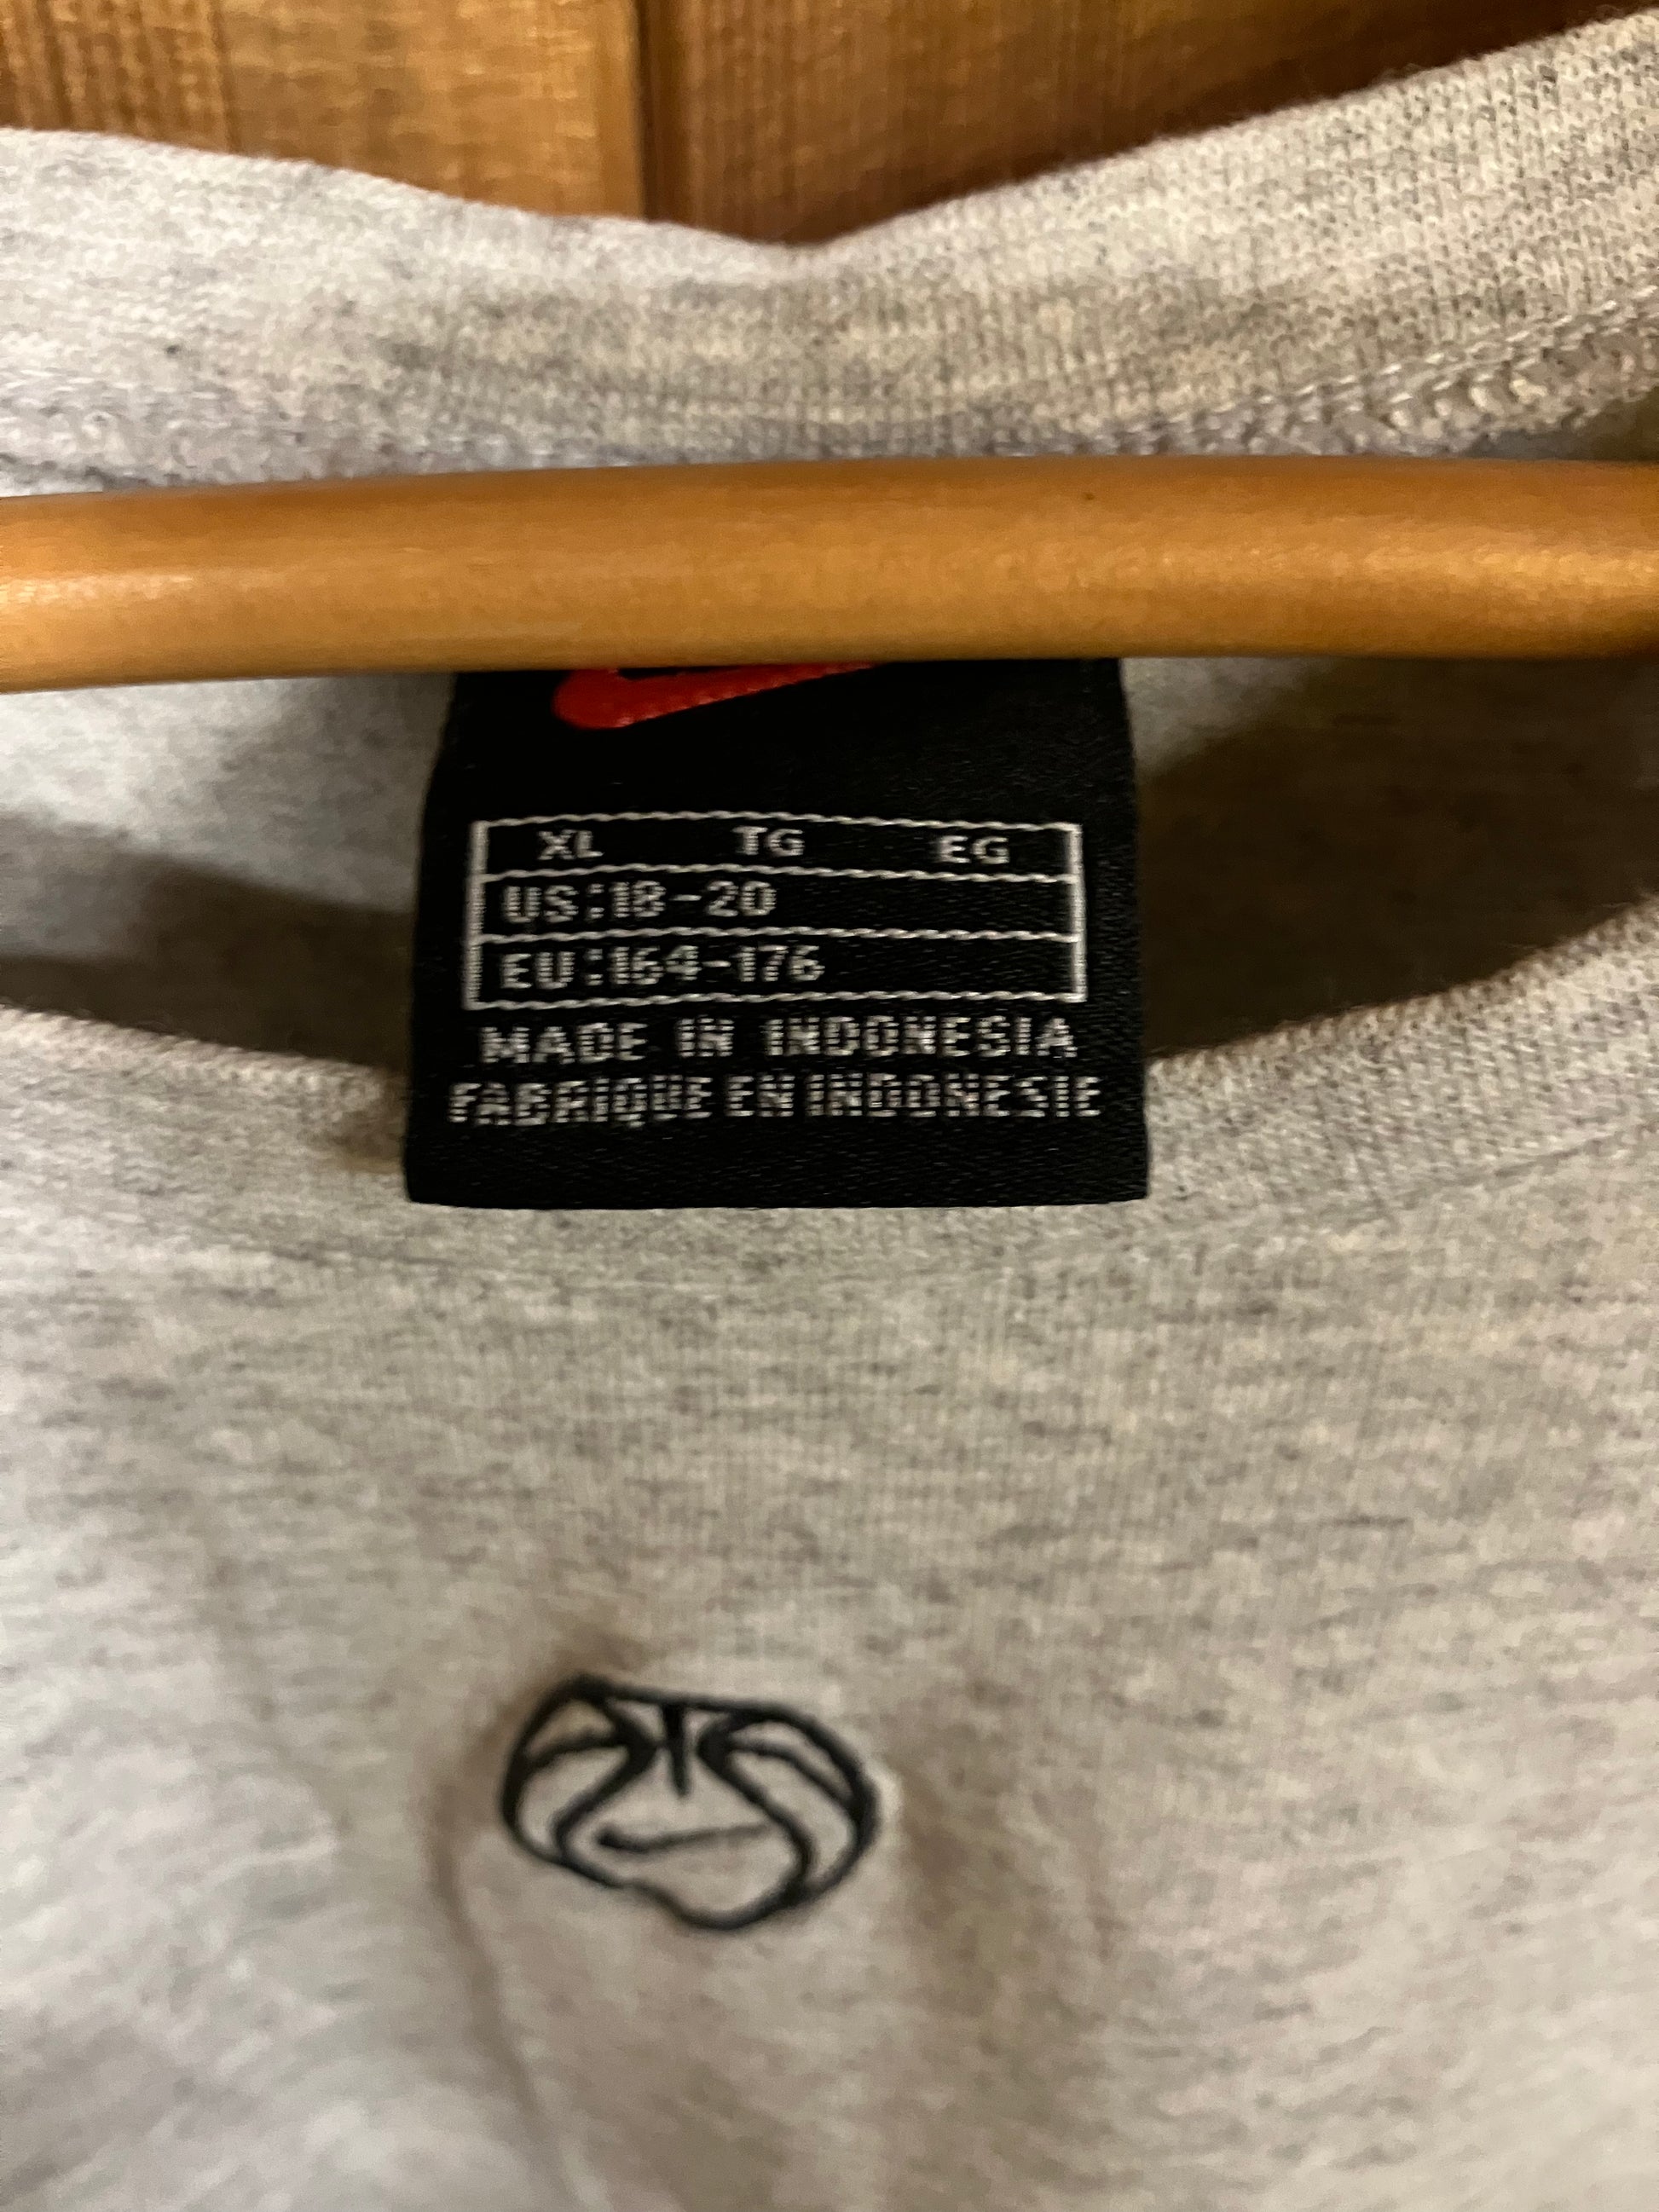 XL TG EG
US:18-20
EU:164-176
MADE IN INDONESIA
FABRIQUE EN INDONESIE